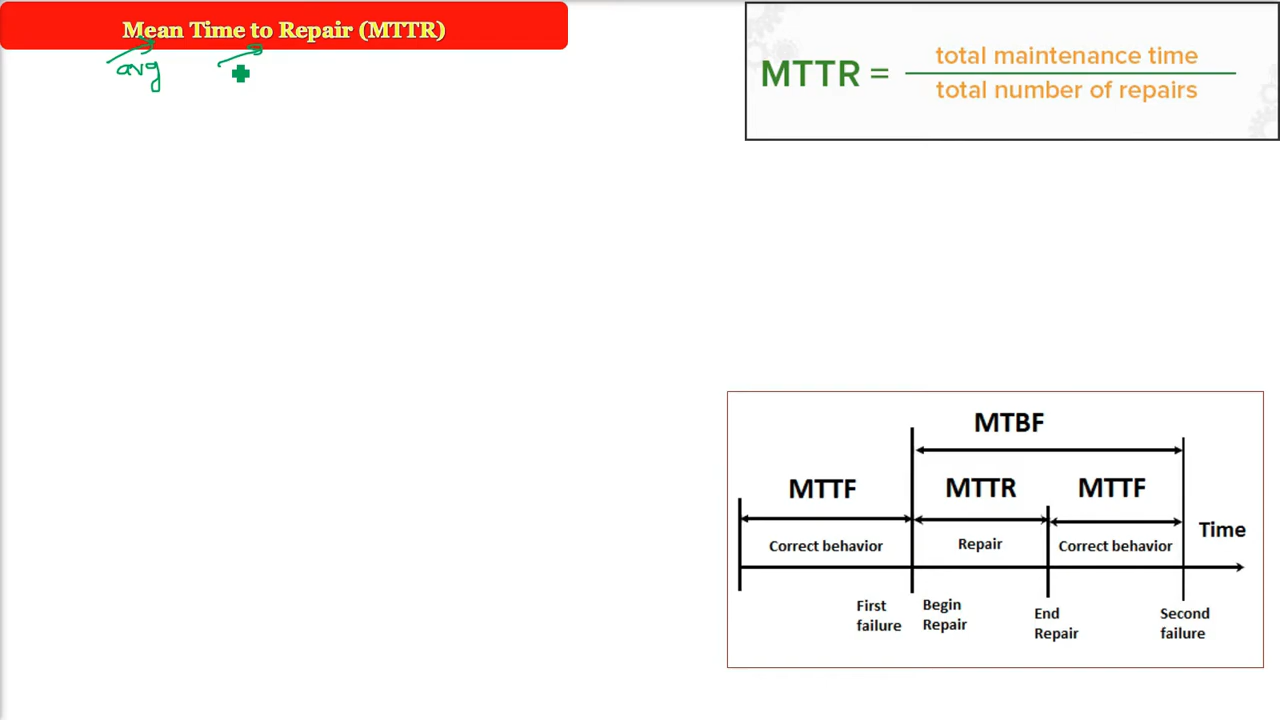 Mean Time to Repair (MTTR)
avg
MTTR = total maintenance time
total number of repairs
MTBF
MTTF MTTR MTTF
Time
Correct behavior Repair Correct behavior
First failure
Begin Repair
End Repair
Second failure